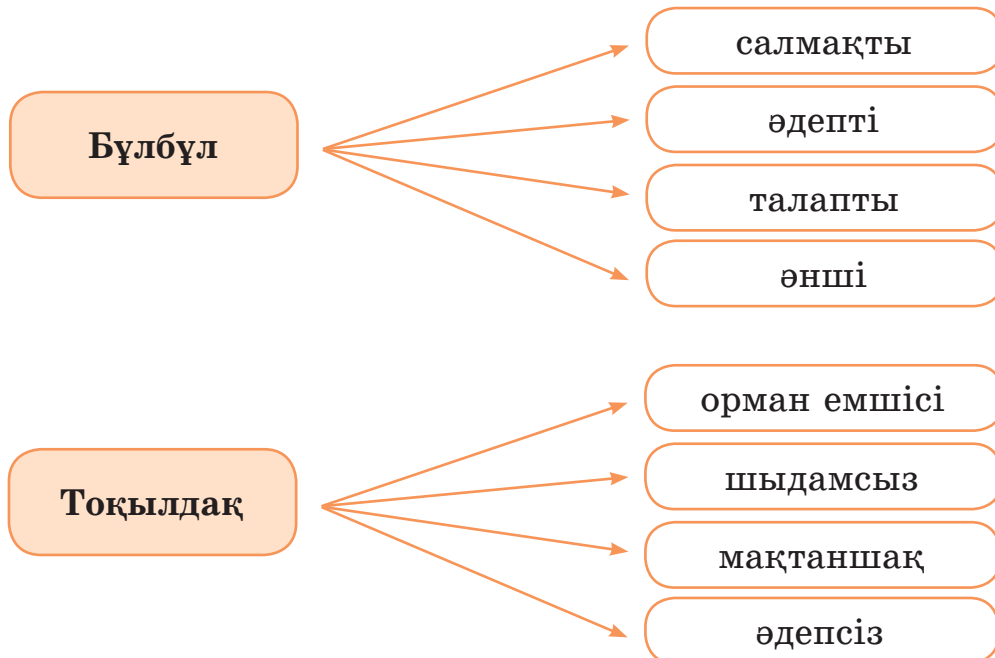 Бұлбұл
салмақты
әдепті
талапты
әнші
Тоқылдақ
орман емшісі
шыдамсыз
мақтаншақ
әдепсіз